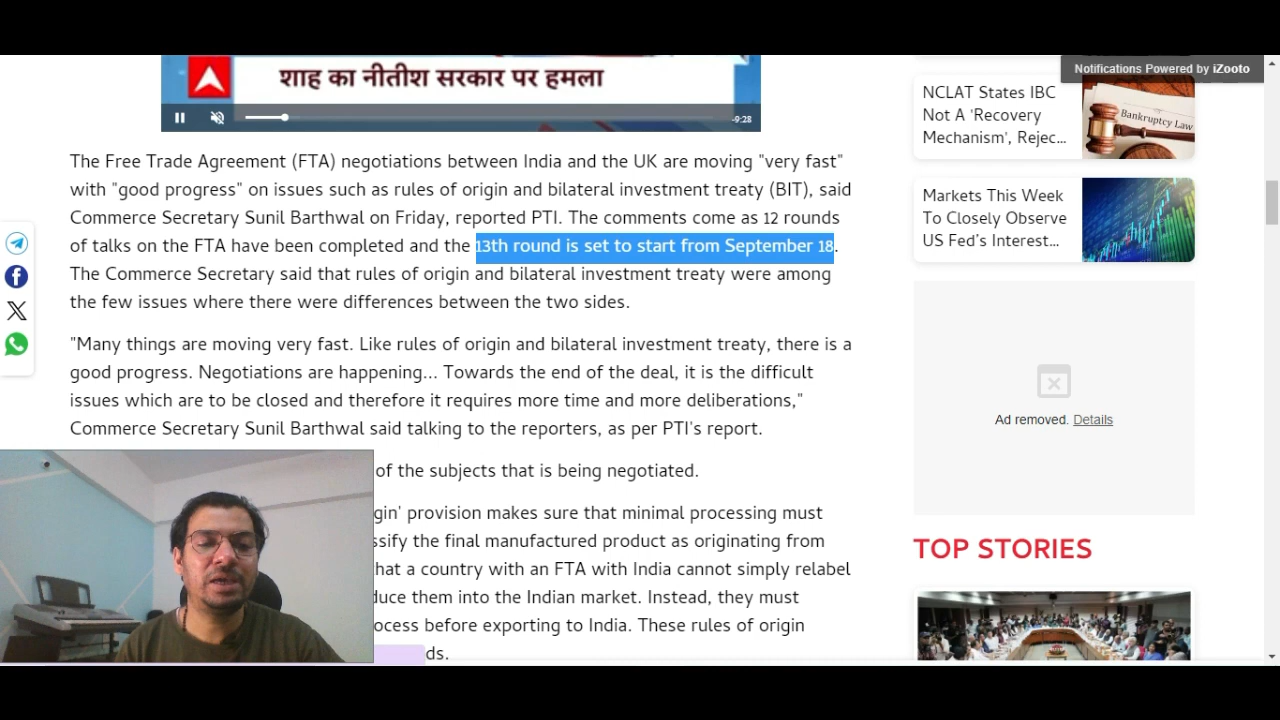 शाह का नीतीश सरकार पर हमला
-9:28
The Free Trade Agreement (FTA) negotiations between India and the UK are moving "very fast"
with "good progress" on issues such as rules of origin and bilateral investment treaty (BIT), said
Commerce Secretary Sunil Barthwal on Friday, reported PTI. The comments come as 12 rounds
of talks on the FTA have been completed and the 13th round is set to start from September 18.
The Commerce Secretary said that rules of origin and bilateral investment treaty were among
the few issues where there were differences between the two sides.
"Many things are moving very fast. Like rules of origin and bilateral investment treaty, there is a
good progress. Negotiations are happening... Towards the end of the deal, it is the difficult
issues which are to be closed and therefore it requires more time and more deliberations,"
Commerce Secretary Sunil Barthwal said talking to the reporters, as per PTI's report.
of the subjects that is being negotiated.
gin' provision makes sure that minimal processing must
ssify the final manufactured product as originating from
hat a country with an FTA with India cannot simply relabel
duce them into the Indian market. Instead, they must
ocess before exporting to India. These rules of origin
ds.
Notifications Powered by iZooto
NCLAT States IBC
Not A 'Recovery
Mechanism', Rejec...
Bankruptcy Law
Markets This Week
To Closely Observe
US Fed’s Interest...
Ad removed. Details
TOP STORIES